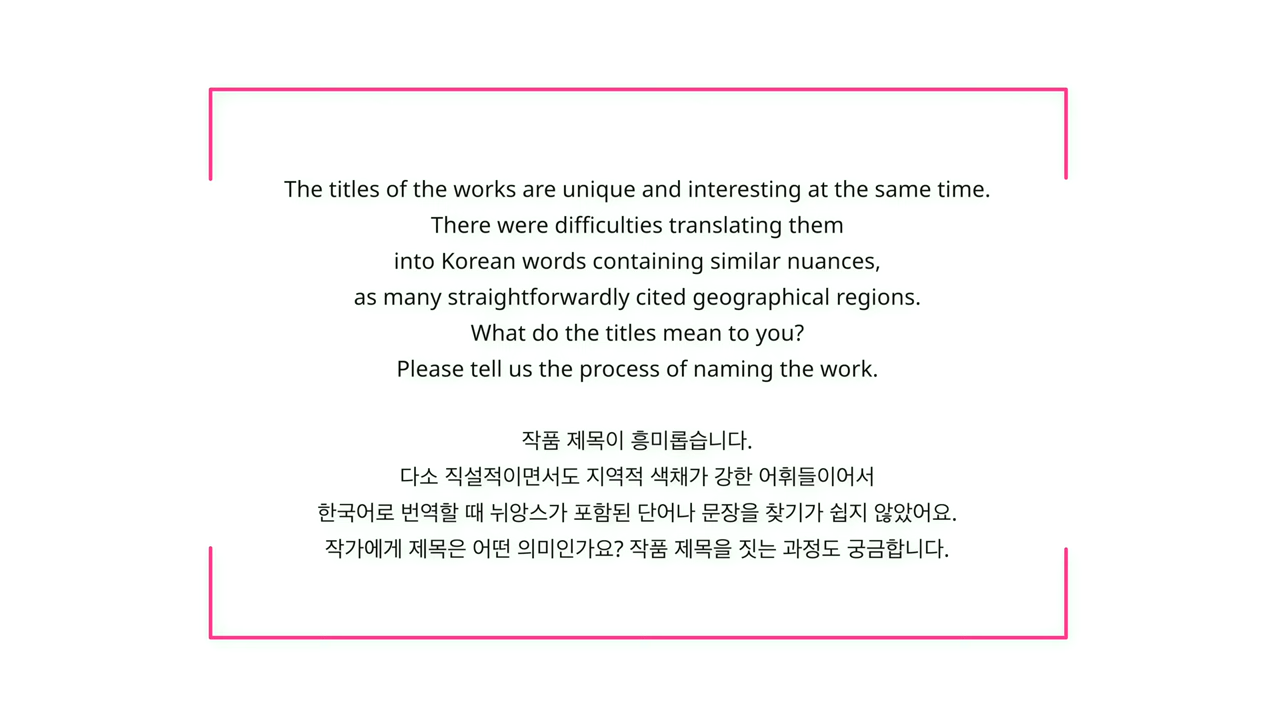 The titles of the works are unique and interesting at the same time.
There were difficulties translating them
into Korean words containing similar nuances,
as many straightforwardly cited geographical regions.
What do the titles mean to you?
Please tell us the process of naming the work.
작품 제목이 흥미롭습니다.
다소 직설적이면서도 지역적 색채가 강한 어휘들이어서
한국어로 번역할 때 뉘앙스가 포함된 단어나 문장을 찾기가 쉽지 않았어요.
작가에게 제목은 어떤 의미인가요? 작품 제목을 짓는 과정도 궁금합니다.